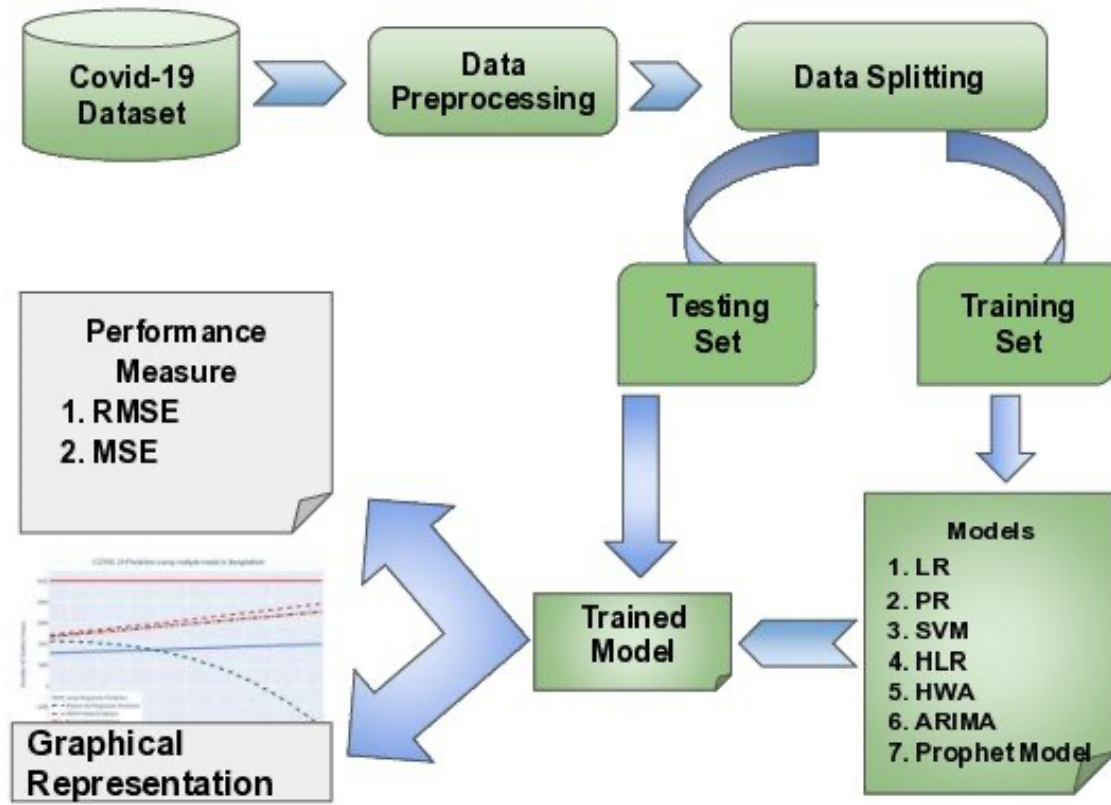 Covid-19
Dataset
Data
Preprocessing
Data Splitting
Testing
Set
Training
Set
Performance
Measure
1. RMSE
2. MSE
Models
1. LR
2. PR
3. SVM
4. HLR
5. HWA
6. ARIMA
7. Prophet Model
Trained
Model
Graphical
Representation